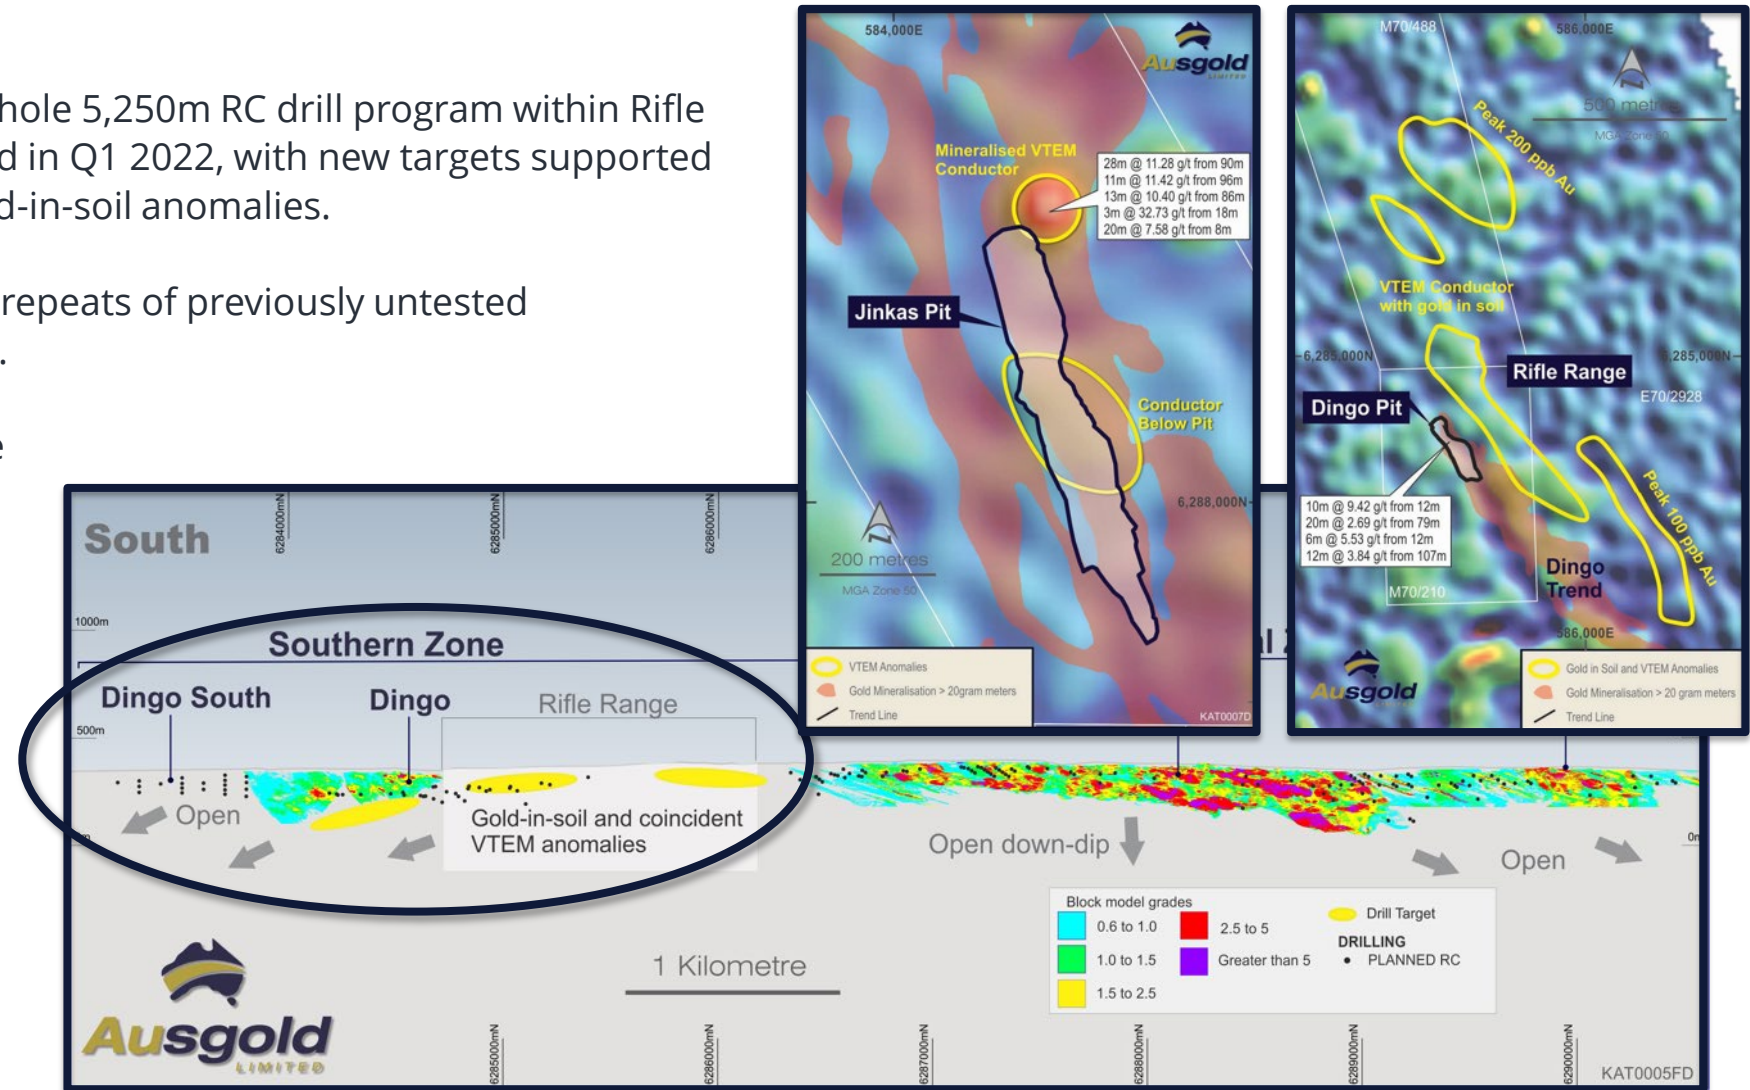 hole 5,250m RC drill program within Rifle
d in Q1 2022, with new targets supported
d-in-soil anomalies.
repeats of previously untested
.
e
584,000E
Ausgold
LIMITED
Mineralised VTEM
Conductor
28m @ 11.28 g/t from 90m
11m @ 11.42 g/t from 96m
13m @ 10.40 g/t from 86m
3m @ 32.73 g/t from 18m
20m @ 7.58 g/t from 8m
Jinkas Pit
Conductor
Below Pit
6,288,000N
200 metres
MGA Zone 50
VTEM Anomalies
Gold Mineralisation > 20gram meters
Trend Line
KAT0007D
M70/488
586,000E
500 metres
MGA Zone 50
Peak 200 ppb Au
VTEM Conductor
with gold in soil
6,285,000N
6,285,000N
Rifle Range
E70/2928
Dingo Pit
10m @ 9.42 g/t from 12m
20m @ 2.69 g/t from 79m
6m @ 5.53 g/t from 12m
12m @ 3.84 g/t from 107m
Peak 100 ppb Au
Dingo
Trend
M70/210
586,000E
Ausgold
LIMITED
Gold in Soil and VTEM Anomalies
Gold Mineralisation > 20 gram meters
Trend Line
South
6284000mN
6285000mN
6286000mN
1000m
Southern Zone
Dingo South
Dingo
Rifle Range
500m
Open
Gold-in-soil and coincident
VTEM anomalies
Open down-dip
Open
Block model grades
0.6 to 1.0
2.5 to 5
Drill Target
1.0 to 1.5
Greater than 5
DRILLING
PLANNED RC
1.5 to 2.5
1 Kilometre
Ausgold
LIMITED
6285000mN
6286000mN
6287000mN
6288000mN
6289000mN
6290000mN
KAT0005FD